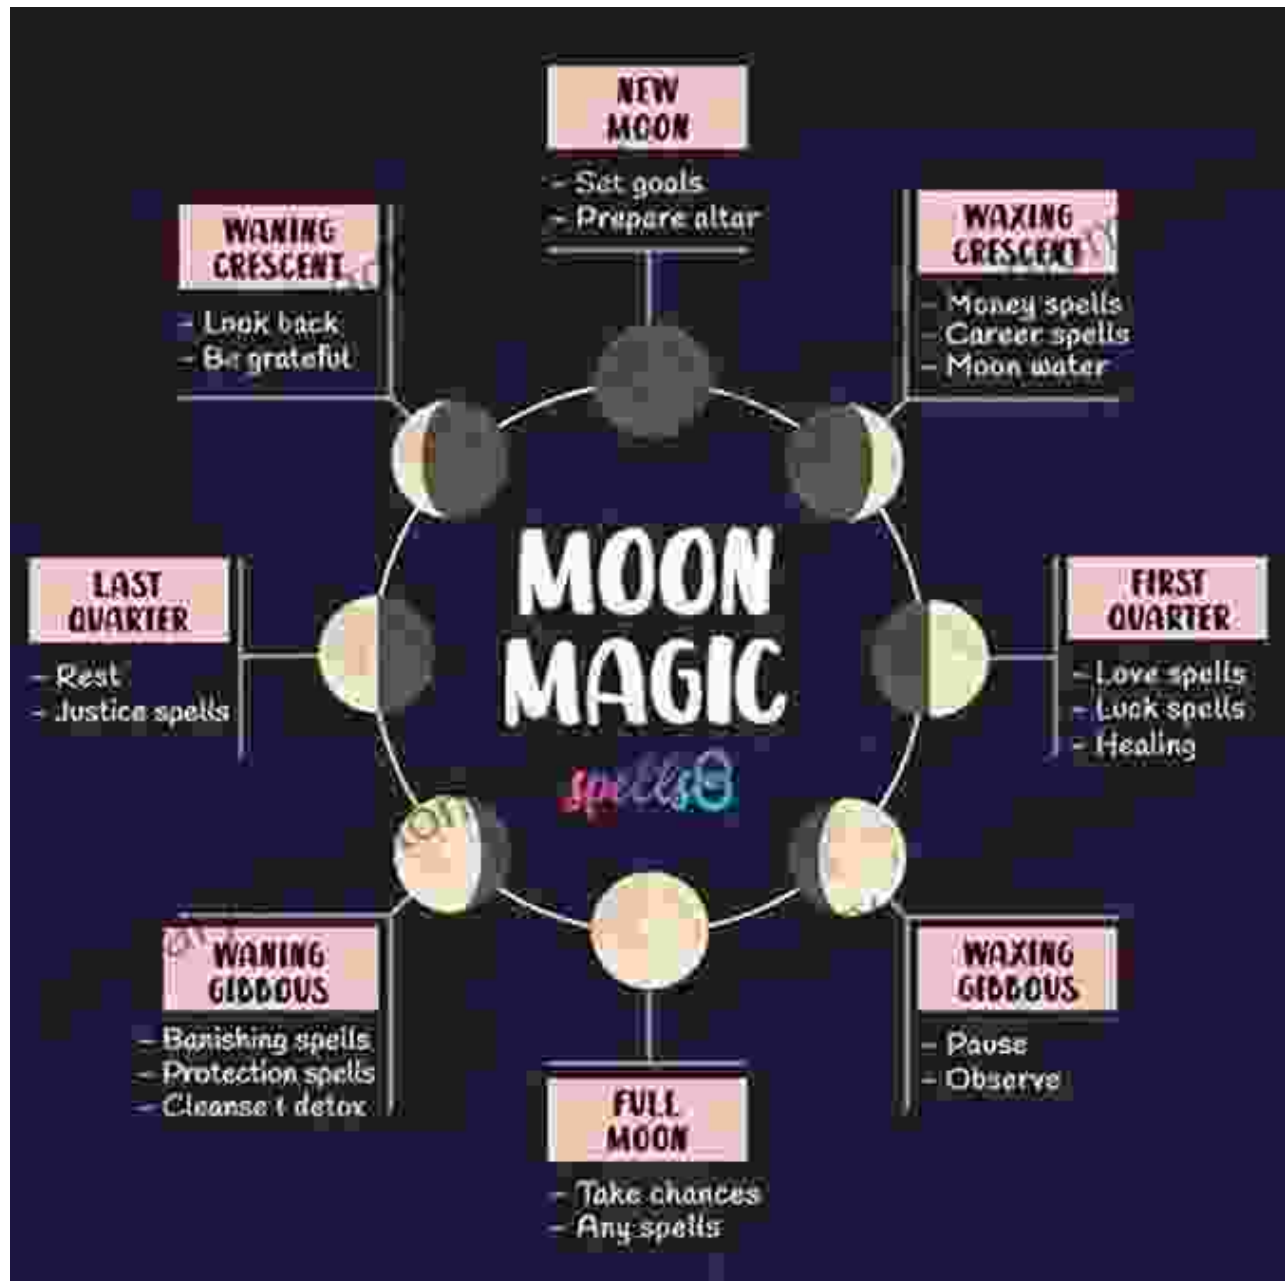 NEW
MOON
- Set goals
- Prepare altar
WAXING
CRESCENT
- Money spells
- Career spells
- Moon water
FIRST
QUARTER
- Love spells
- Luck spells
- Healing
WAXING
GIBBOUS
- Pause
- Observe
FULL
MOON
- Take chances
- Any spells
WANING
GIBBOUS
- Banishing spells
- Protection spells
- Cleanse & detox
LAST
QUARTER
- Rest
- Justice spells
WANING
CRESCENT
- Look back
- Be grateful
MOON
MAGIC
spells8